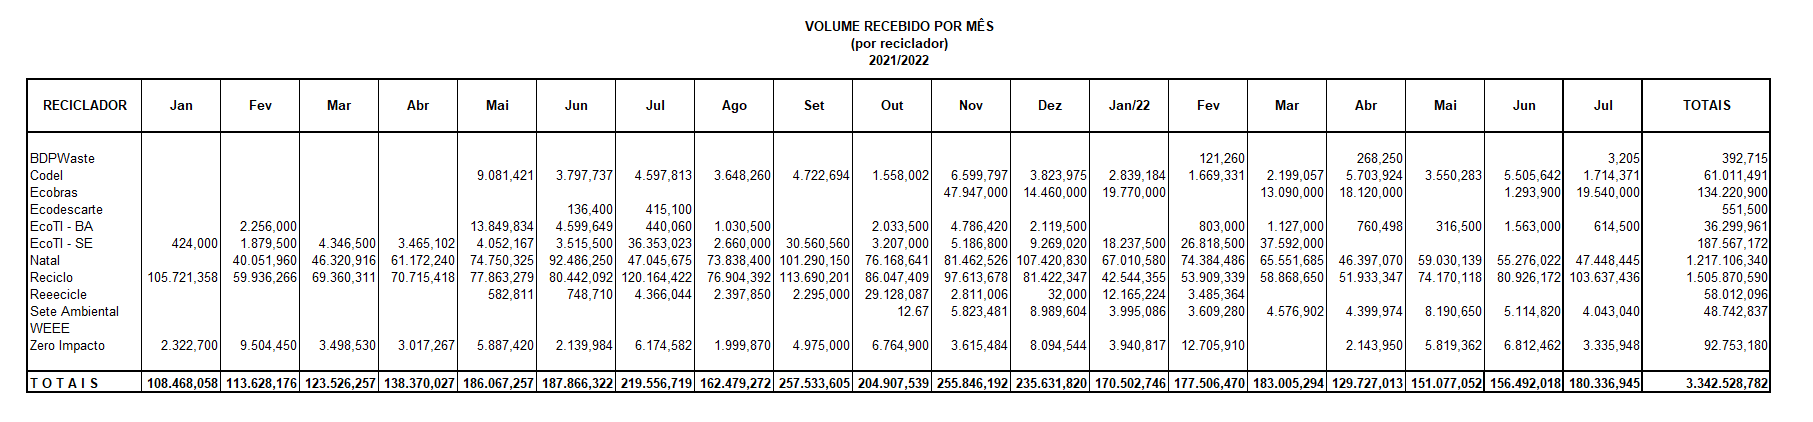 VOLUME RECEBIDO POR MÊS
(por reciclador)
2021/2022
RECICLADOR Jan Fev Mar Abr Mai Jun Jul Ago Set Out Nov Dez Jan/22 Fev Mar Abr Mai Jun Jul TOTAIS
BDPWaste 121,260 268,250 3,205 392,715
Codel 9.081,421 3.797,737 4.597,813 3.648,260 4.722,694 1.558,002 6.599,797 3.823,975 2.839,184 1.669,331 2.199,057 5.703,924 3.550,283 5.505,642 1.714,371 61.011,491
Ecobras 47.947,000 14.460,000 19.770,000 13.090,000 18.120,000 1.293,900 19.540,000 134.220,900
Ecodescarte 136,400 415,100 551,500
EcoTI - BA 2.256,000 13.849,834 4.599,649 440,060 1.030,500 2.033,500 4.786,420 2.119,500 803,000 1.127,000 760,498 316,500 1.563,000 614,500 36.299,961
EcoTI - SE 424,000 1.879,500 4.346,500 3.465,102 4.052,167 3.515,500 36.353,023 2.660,000 30.560,560 3.207,000 5.186,800 9.269,020 18.237,500 26.818,500 37.592,000 187.567,172
Natal 40.051,960 46.320,916 61.172,240 74.750,325 92.486,250 47.045,675 73.838,400 101.290,150 76.168,641 81.462,526 107.420,830 67.010,580 74.384,486 65.551,685 46.397,070 59.030,139 55.276,022 47.448,445 1.217.106,340
Reciclo 105.721,358 59.936,266 69.360,311 70.715,418 77.863,279 80.442,092 120.164,422 76.904,392 113.690,201 86.047,409 97.613,678 81.422,347 42.544,355 53.909,339 58.868,650 51.933,347 74.170,118 80.926,172 103.637,436 1.505.870,590
Reeecicle 582,811 748,710 4.366,044 2.397,850 2.295,000 29.128,087 2.811,006 32,000 12.165,224 3.485,364 58.012,096
Sete Ambiental 12.67 5.823,481 8.989,604 3.995,086 3.609,280 4.576,902 4.399,974 8.190,650 5.114,820 4.043,040 48.742,837
WEEE
Zero Impacto 2.322,700 9.504,450 3.498,530 3.017,267 5.887,420 2.139,984 6.174,582 1.999,870 4.975,000 6.764,900 3.615,484 8.094,544 3.940,817 12.705,910 2.143,950 5.819,362 6.812,462 3.335,948 92.753,180
T O T A I S 108.468,058 113.628,176 123.526,257 138.370,027 186.067,257 187.866,322 219.556,719 162.479,272 257.533,605 204.907,539 255.846,192 235.631,820 170.502,746 177.506,470 183.005,294 129.727,013 151.077,052 156.492,018 180.336,945 3.342.528,782